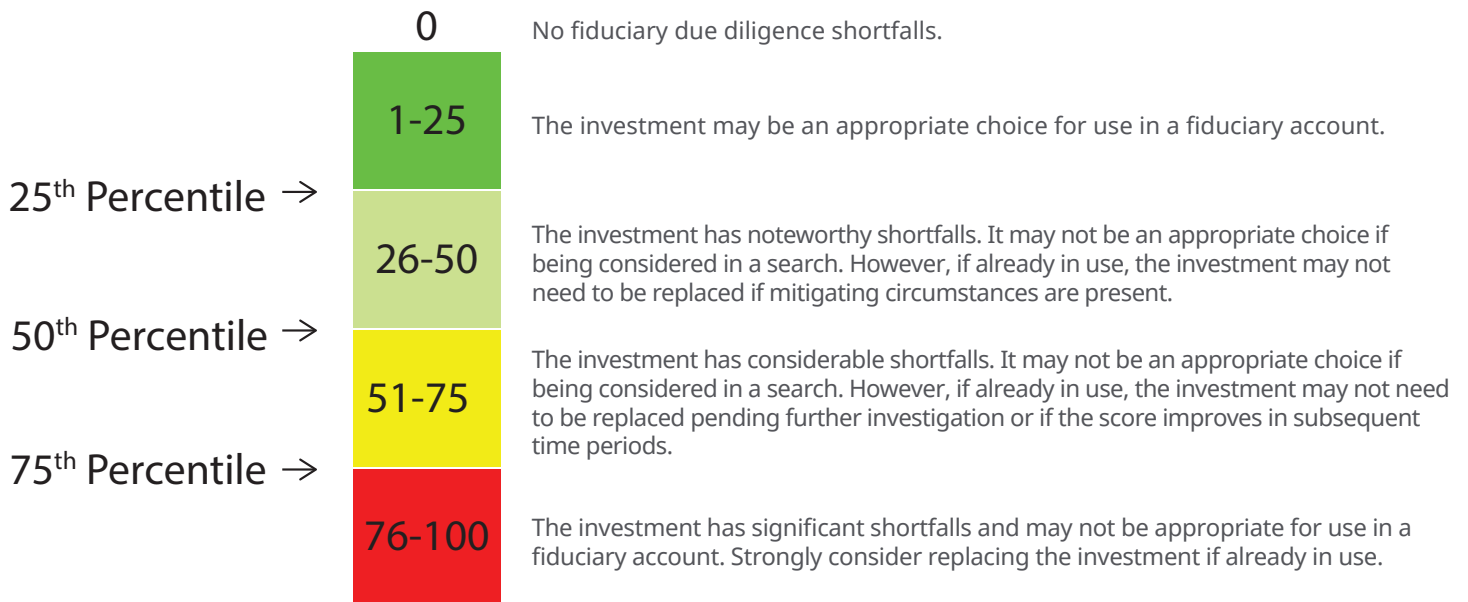 0
No fiduciary due diligence shortfalls.
1-25
The investment may be an appropriate choice for use in a fiduciary account.
25th Percentile →
26-50
The investment has noteworthy shortfalls. It may not be an appropriate choice if
being considered in a search. However, if already in use, the investment may not
need to be replaced if mitigating circumstances are present.
50th Percentile →
51-75
The investment has considerable shortfalls. It may not be an appropriate choice if
being considered in a search. However, if already in use, the investment may not need
to be replaced pending further investigation or if the score improves in subsequent
time periods.
75th Percentile →
76-100
The investment has significant shortfalls and may not be appropriate for use in a
fiduciary account. Strongly consider replacing the investment if already in use.